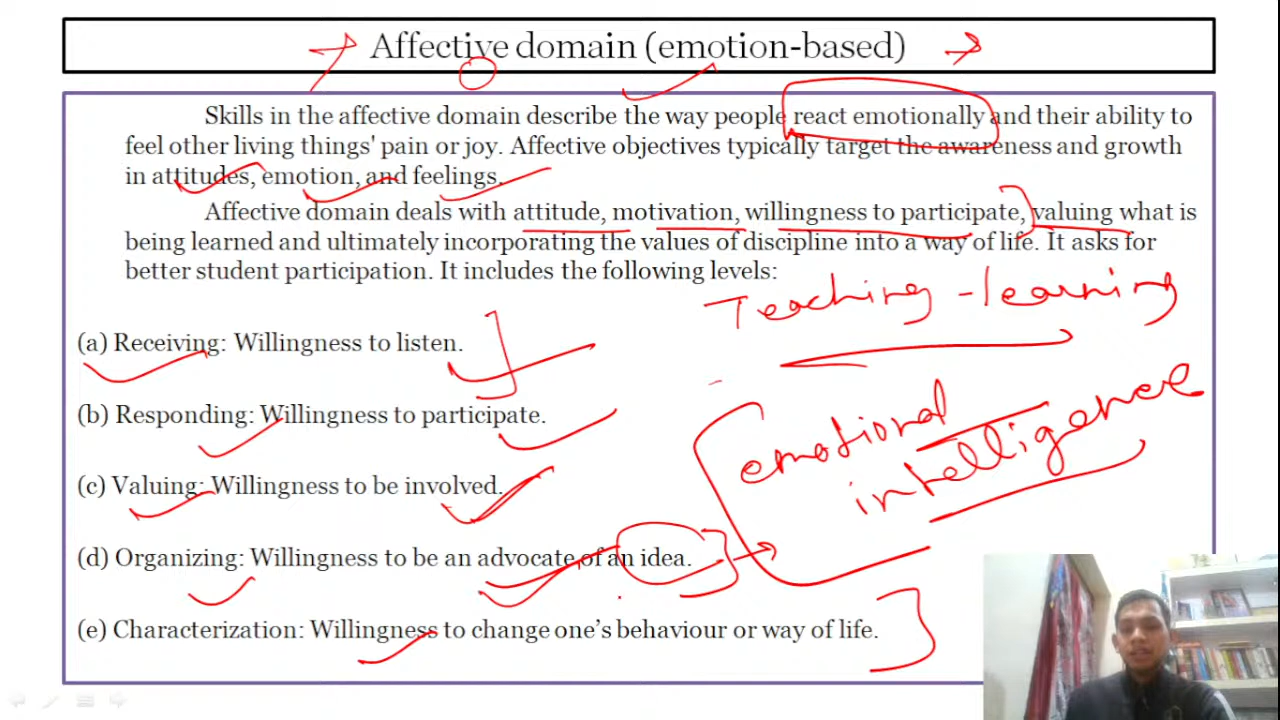 Affective domain (emotion-based)
Skills in the affective domain describe the way people react emotionally and their ability to
feel other living things' pain or joy. Affective objectives typically target the awareness and growth
in attitudes, emotion, and feelings.
Affective domain deals with attitude, motivation, willingness to participate, valuing what is
being learned and ultimately incorporating the values of discipline into a way of life. It asks for
better student participation. It includes the following levels:
Teaching - learning
(a) Receiving: Willingness to listen.
(b) Responding: Willingness to participate.
emotional
intelligence
(c) Valuing: Willingness to be involved.
(d) Organizing: Willingness to be an advocate of an idea.
(e) Characterization: Willingness to change one's behaviour or way of life.